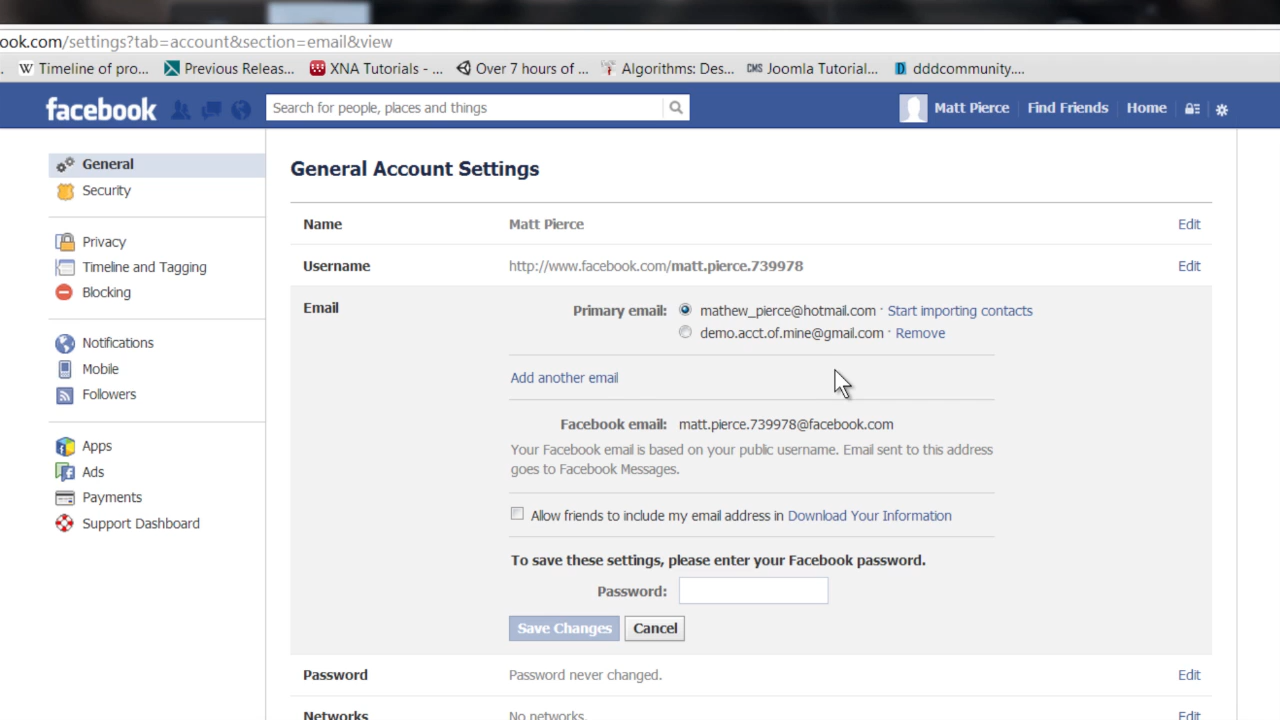 ook.com/settings?tab=account&section=email&view
. Timeline of pro... Previous Releas... XNA Tutorials - ... Over 7 hours of ... Algorithms: Des... CMS Joomla Tutorial... dddcommunity....
facebook Search for people, places and things Matt Pierce Find Friends Home
General
Security
Privacy
Timeline and Tagging
Blocking
Notifications
Mobile
Followers
Apps
Ads
Payments
Support Dashboard
General Account Settings
Name Matt Pierce Edit
Username http://www.facebook.com/matt.pierce.739978 Edit
Email Primary email: mathew_pierce@hotmail.com · Start importing contacts
demo.acct.of.mine@gmail.com · Remove
Add another email
Facebook email: matt.pierce.739978@facebook.com
Your Facebook email is based on your public username. Email sent to this address
goes to Facebook Messages.
Allow friends to include my email address in Download Your Information
To save these settings, please enter your Facebook password.
Password:
Save Changes Cancel
Password Password never changed. Edit
Networks No networks. Edit